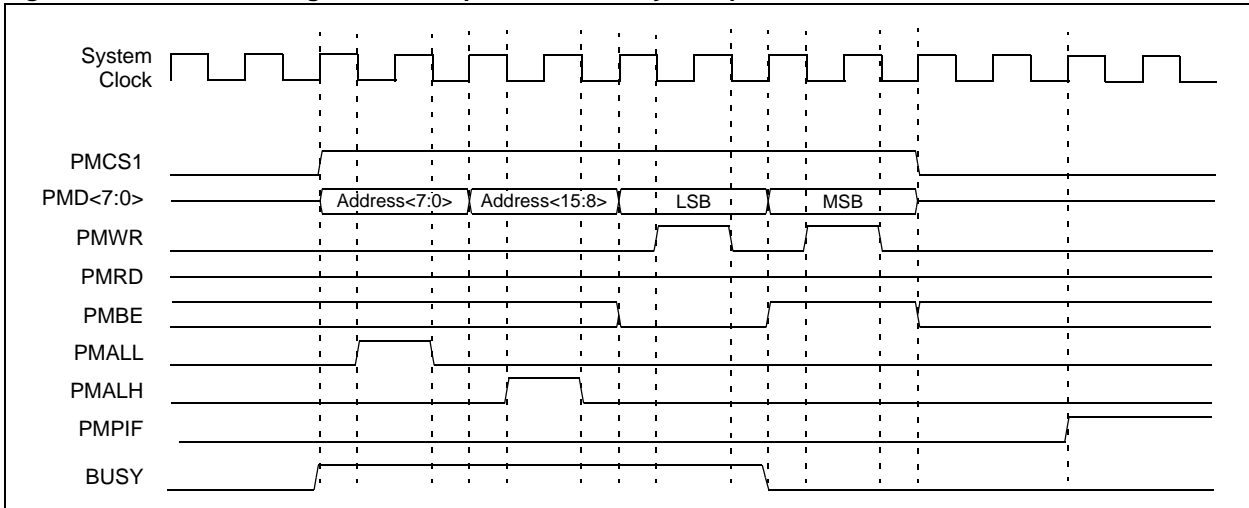 System
Clock
PMCS1
PMD<7:0>
Address<7:0>
Address<15:8>
LSB
MSB
PMWR
PMRD
PMBE
PMALL
PMALH
PMPIF
BUSY